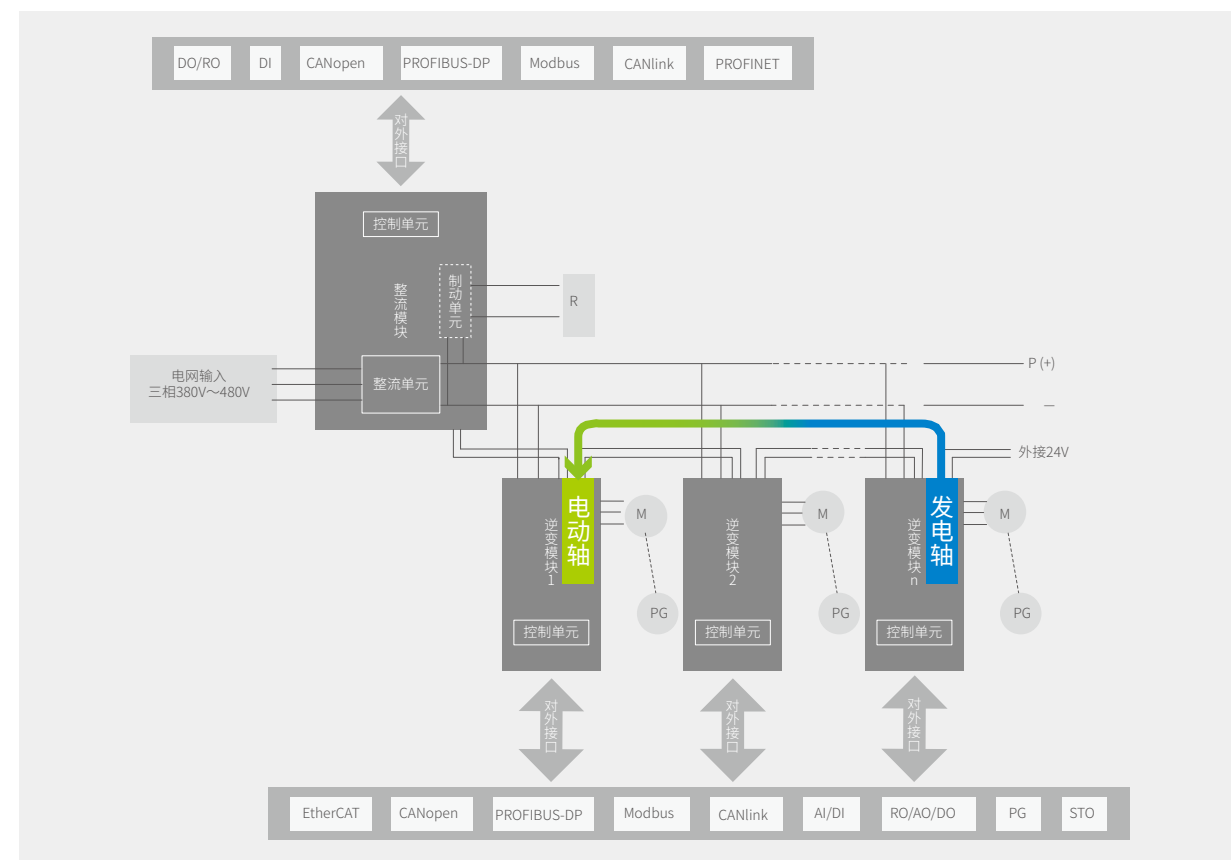 DO/RO
DI
CANopen
PROFIBUS-DP
Modbus
CANlink
PROFINET
对外接口
控制单元
整流模块
制动单元
R
电网输入
三相380V～480V
整流单元
P (+)
—
外接24V
逆变模块1
电动轴
M
PG
控制单元
逆变模块2
M
PG
控制单元
逆变模块n
发电轴
M
PG
控制单元
对外接口
对外接口
对外接口
EtherCAT
CANopen
PROFIBUS-DP
Modbus
CANlink
AI/DI
RO/AO/DO
PG
STO